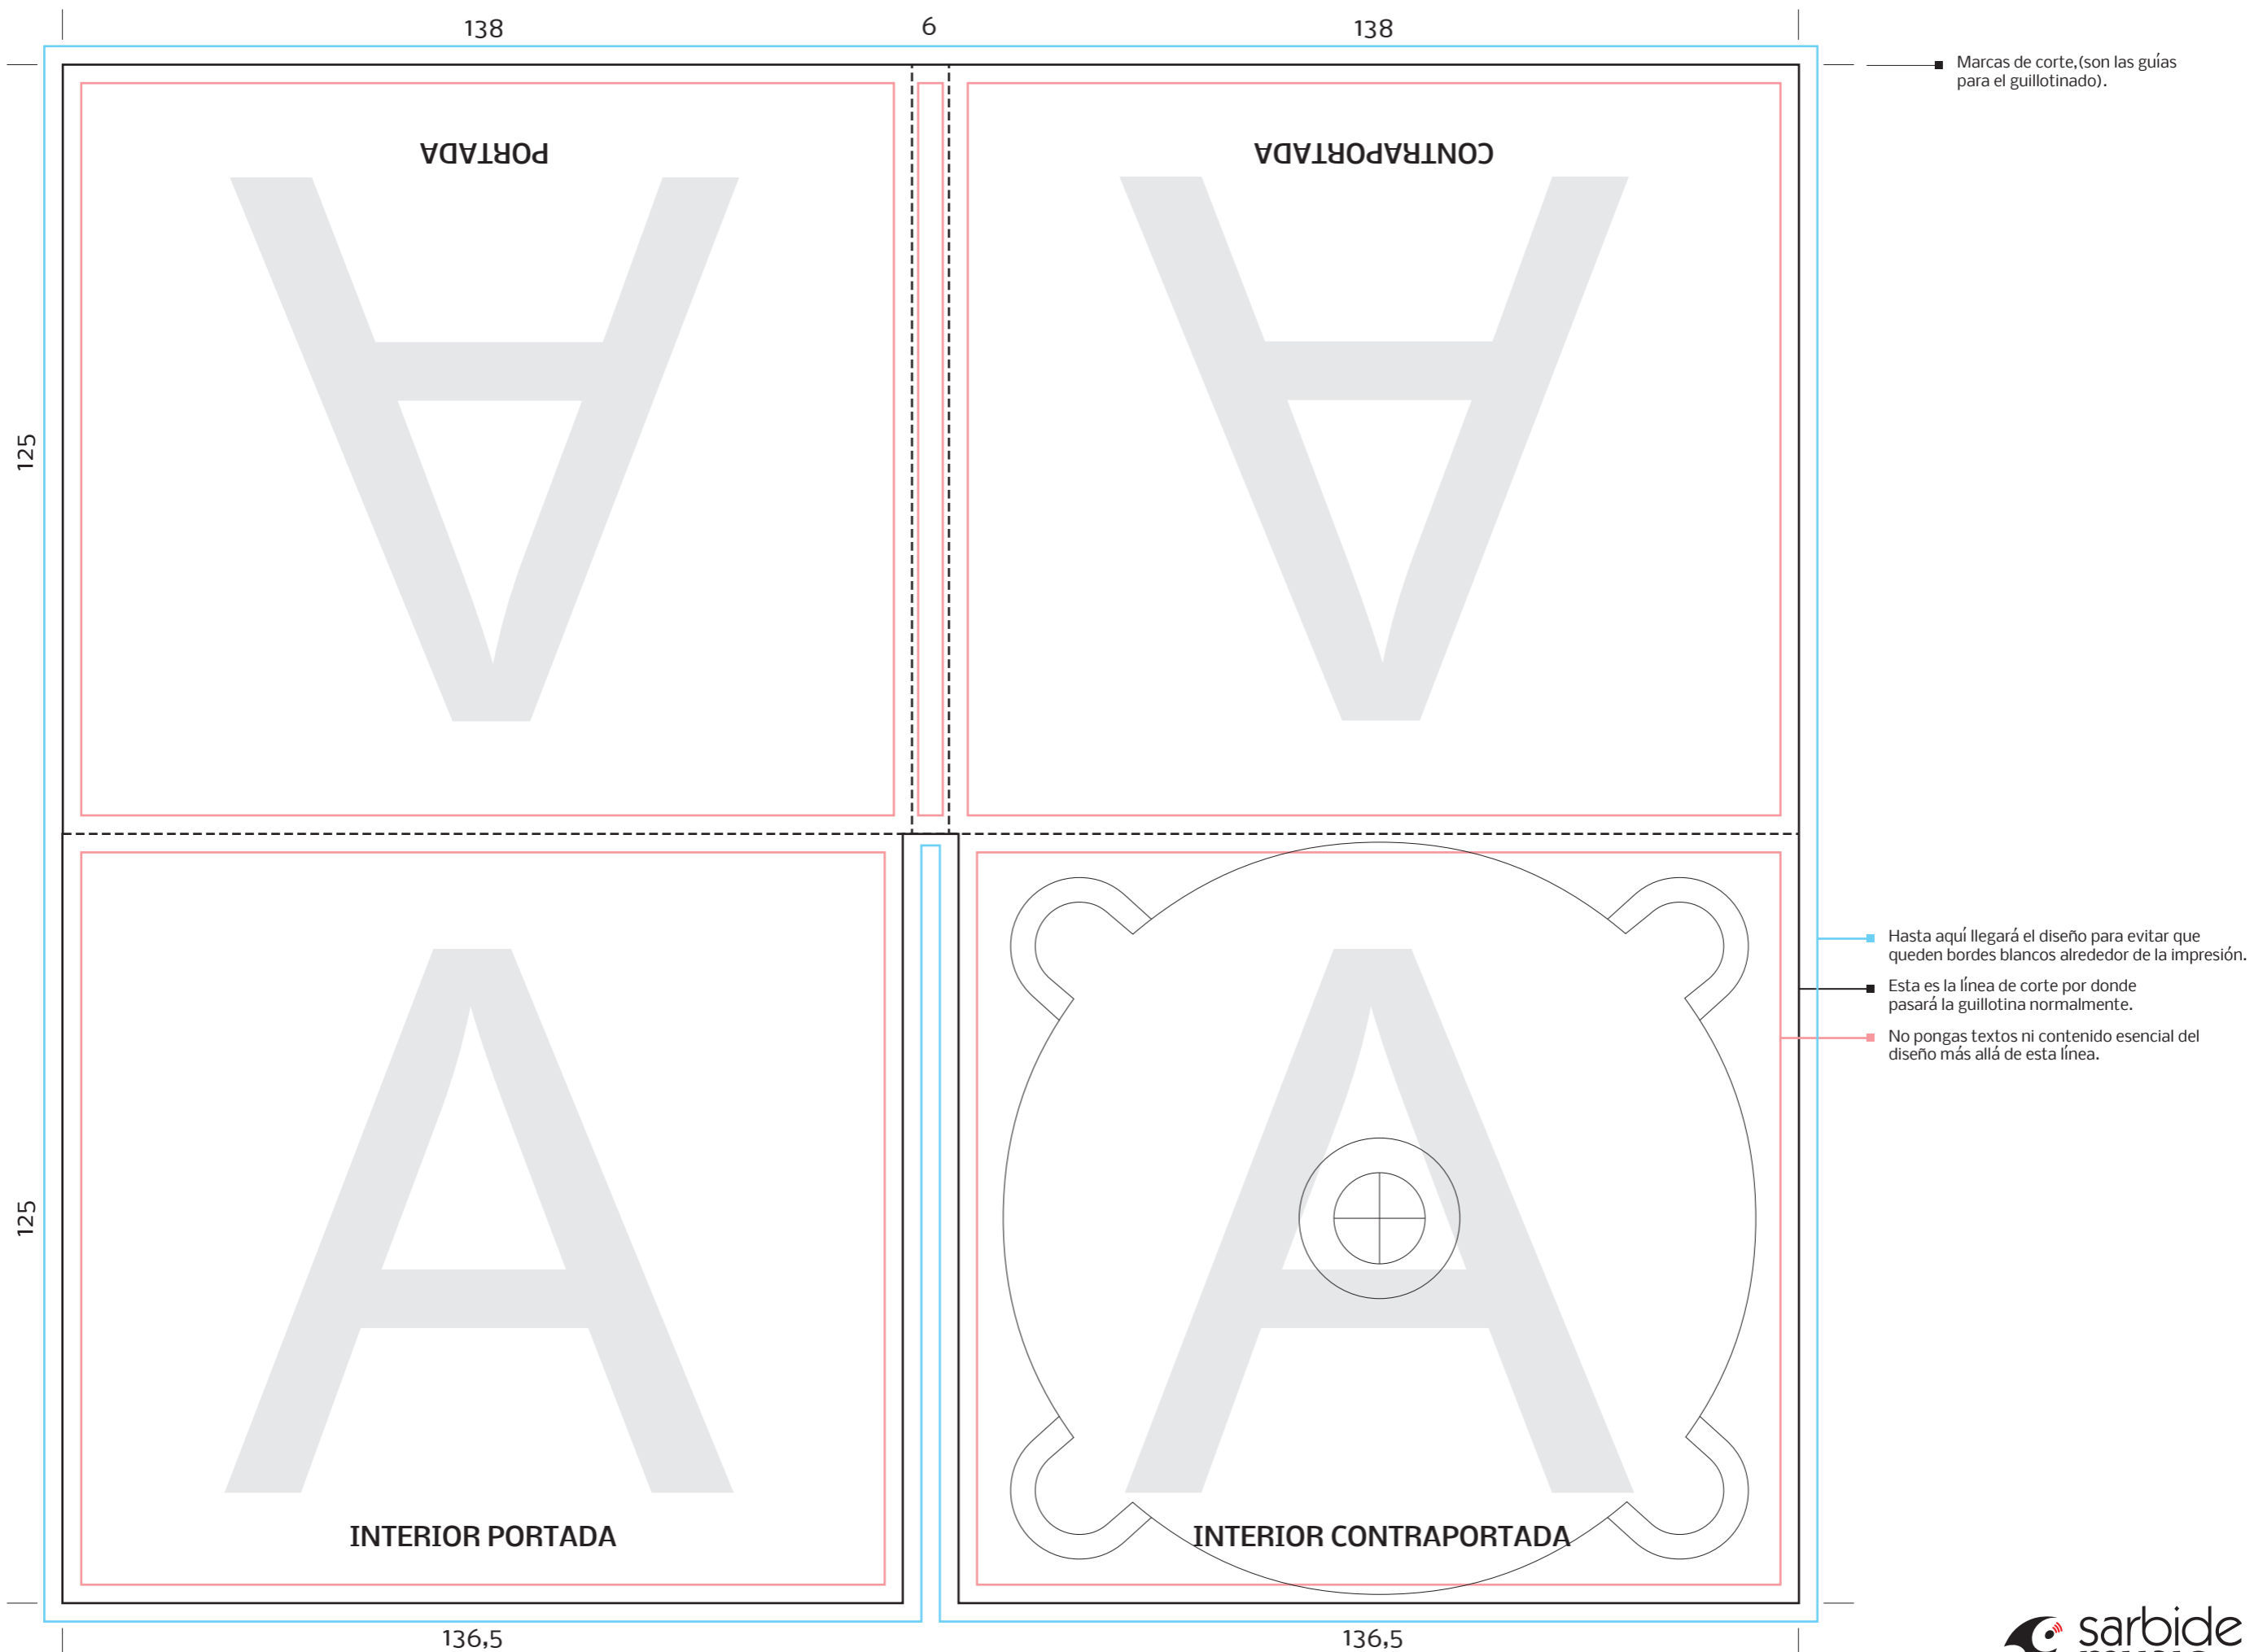 138
6
138
Marcas de corte,(son las guías
para el guillotinado).
PORTADA
CONTRAPORTADA
A
A
125
Hasta aquí llegará el diseño para evitar que
queden bordes blancos alrededor de la impresión.
Esta es la línea de corte por donde
pasará la guillotina normalmente.
No pongas textos ni contenido esencial del
diseño más allá de esta línea.
125
A
A
INTERIOR PORTADA
INTERIOR CONTRAPORTADA
136,5
136,5
sarbide